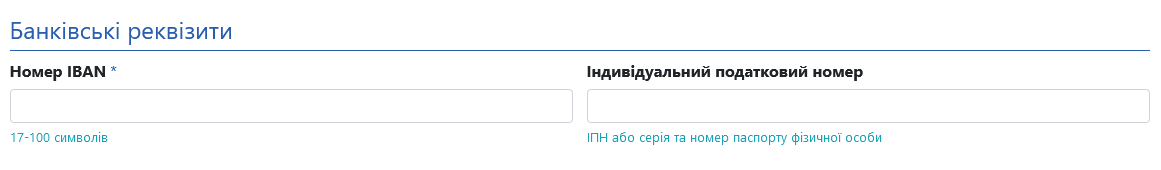 Банківські реквізити
Номер IBAN *
Індивідуальний податковий номер
17-100 символів
ІПН або серія та номер паспорту фізичної особи